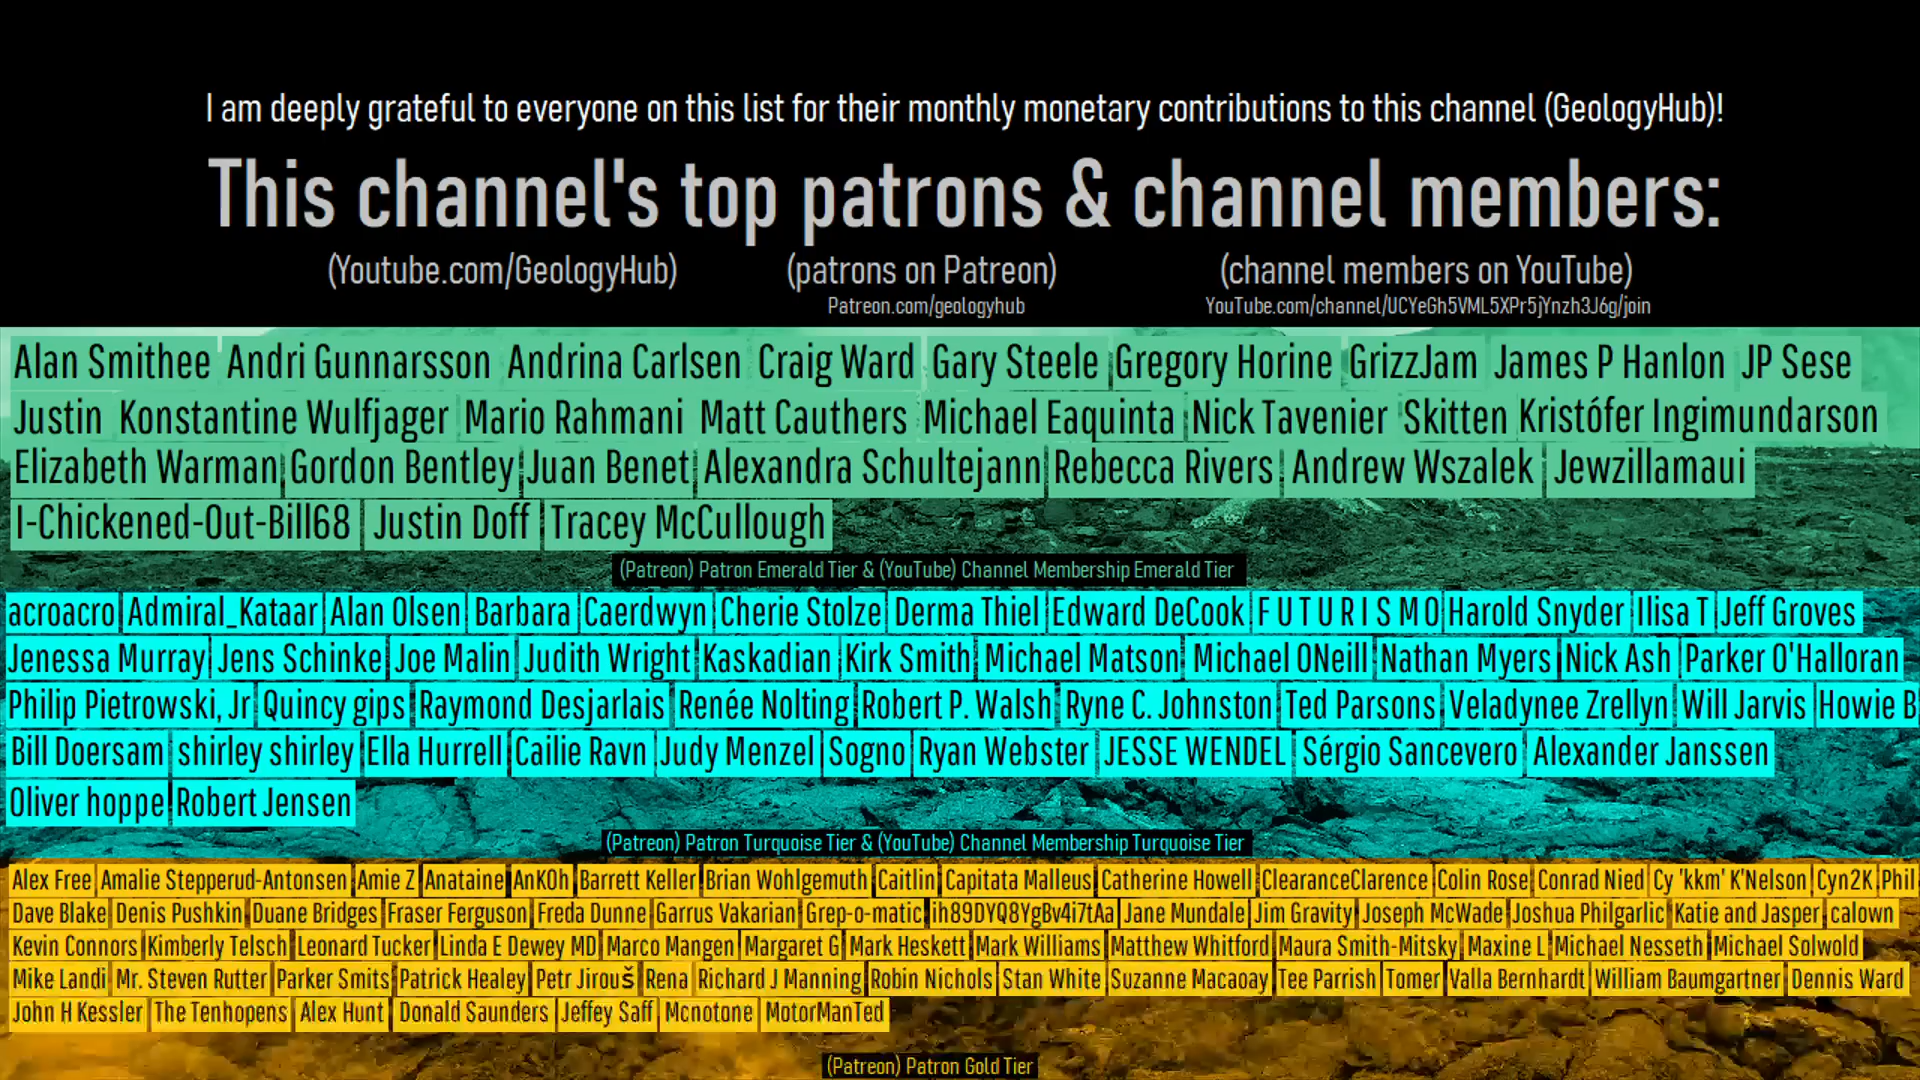 I am deeply grateful to everyone on this list for their monthly monetary contributions to this channel (GeologyHub)!
This channel's top patrons & channel members:
(Youtube.com/GeologyHub) (patrons on Patreon) (channel members on YouTube)
Patreon.com/geologyhub YouTube.com/channel/UCYeGh5VML5XPr5jYnzh3J6g/join
Alan Smithee Andri Gunnarsson Andrina Carlsen Craig Ward Gary Steele Gregory Horine GrizzJam James P Hanlon JP Sese
Justin Konstantine Wulfjager Mario Rahmani Matt Cauthers Michael Eaquinta Nick Tavenier Skitten Kristófer Ingimundarson
Elizabeth Warman Gordon Bentley Juan Benet Alexandra Schultejann Rebecca Rivers Andrew Wszalek Jewzillamaui
I-Chickened-Out-Bill68 Justin Doff Tracey McCullough
(Patreon) Patron Emerald Tier & (YouTube) Channel Membership Emerald Tier
acroacro Admiral_Kataar Alan Olsen Barbara Caerdwyn Cherie Stolze Derma Thiel Edward DeCook F U T U R I S M O Harold Snyder Ilisa T Jeff Groves
Jenessa Murray Jens Schinke Joe Malin Judith Wright Kaskadian Kirk Smith Michael Matson Michael ONeill Nathan Myers Nick Ash Parker O'Halloran
Philip Pietrowski, Jr Quincy gips Raymond Desjarlais Renée Nolting Robert P. Walsh Ryne C. Johnston Ted Parsons Veladynee Zrellyn Will Jarvis Howie B
Bill Doersam shirley shirley Ella Hurrell Cailie Ravn Judy Menzel Sogno Ryan Webster JESSE WENDEL Sérgio Sancevero Alexander Janssen
Oliver hoppe Robert Jensen
(Patreon) Patron Turquoise Tier & (YouTube) Channel Membership Turquoise Tier
Alex Free Amalie Stepperud-Antonsen Amie Z Anataine AnKOh Barrett Keller Brian Wohlgemuth Caitlin Capitata Malleus Catherine Howell ClearanceClarence Colin Rose Conrad Nied Cy 'kkm' K'Nelson Cyn2K Phil
Dave Blake Denis Pushkin Duane Bridges Fraser Ferguson Freda Dunne Garrus Vakarian Grep-o-matic ih89DYQ8YgBv4i7tAa Jane Mundale Jim Gravity Joseph McWade Joshua Philgarlic Katie and Jasper calown
Kevin Connors Kimberly Telsch Leonard Tucker Linda E Dewey MD Marco Mangen Margaret G Mark Heskett Mark Williams Matthew Whitford Maura Smith-Mitsky Maxine L Michael Nesseth Michael Solwold
Mike Landi Mr. Steven Rutter Parker Smits Patrick Healey Petr Jirouš Rena Richard J Manning Robin Nichols Stan White Suzanne Macaoay Tee Parrish Tomer Valla Bernhardt William Baumgartner Dennis Ward
John H Kessler The Tenhopens Alex Hunt Donald Saunders Jeffey Saff Mcnotone MotorManTed
(Patreon) Patron Gold Tier